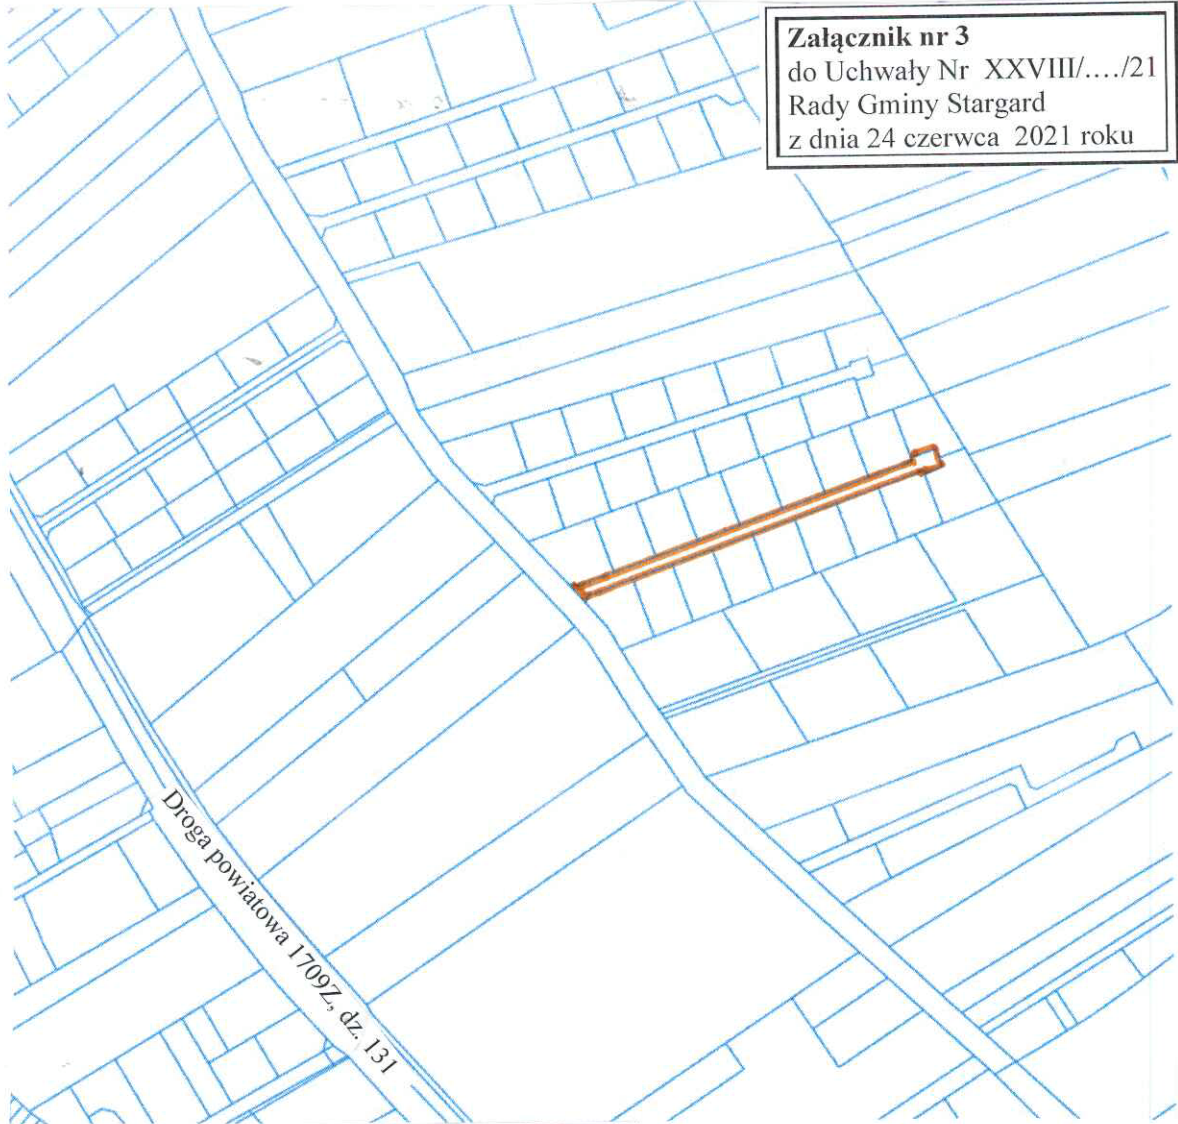 Załącznik nr 3
do Uchwały Nr XXVIII/..../21
Rady Gminy Stargard
z dnia 24 czerwca 2021 roku
Droga powiatowa 1709Z, dz. 131